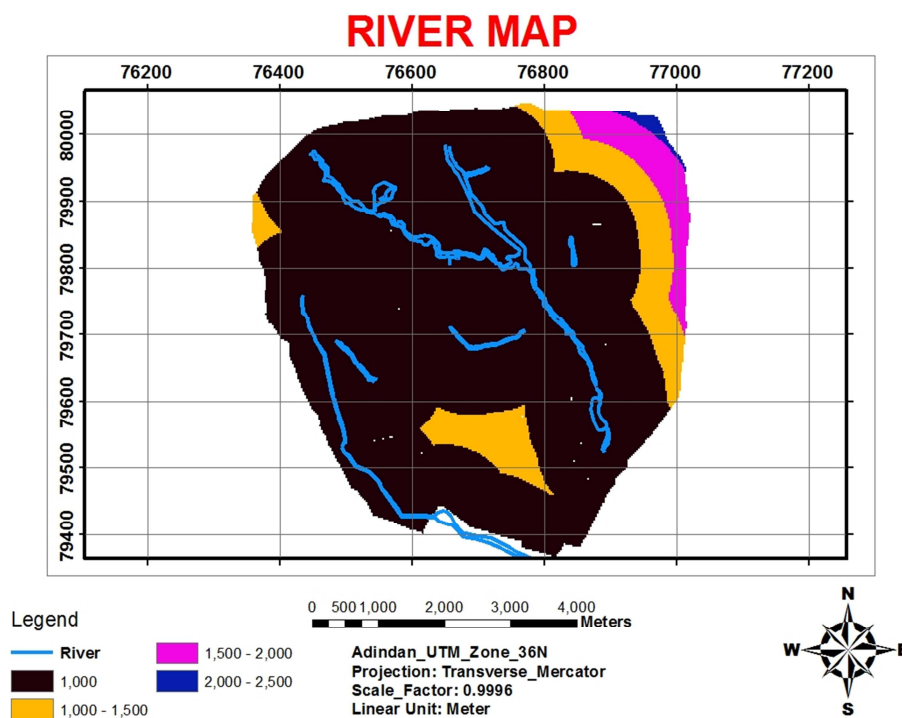 RIVER MAP
76200 76400 76600 76800 77000 77200
80000
79900
79800
79700
79600
79500
79400
Legend
River
1,000
1,000 - 1,500
1,500 - 2,000
2,000 - 2,500
0 500 1,000 2,000 3,000 4,000
Meters
Adindan_UTM_Zone_36N
Projection: Transverse_Mercator
Scale_Factor: 0.9996
Linear Unit: Meter
N
W E
S